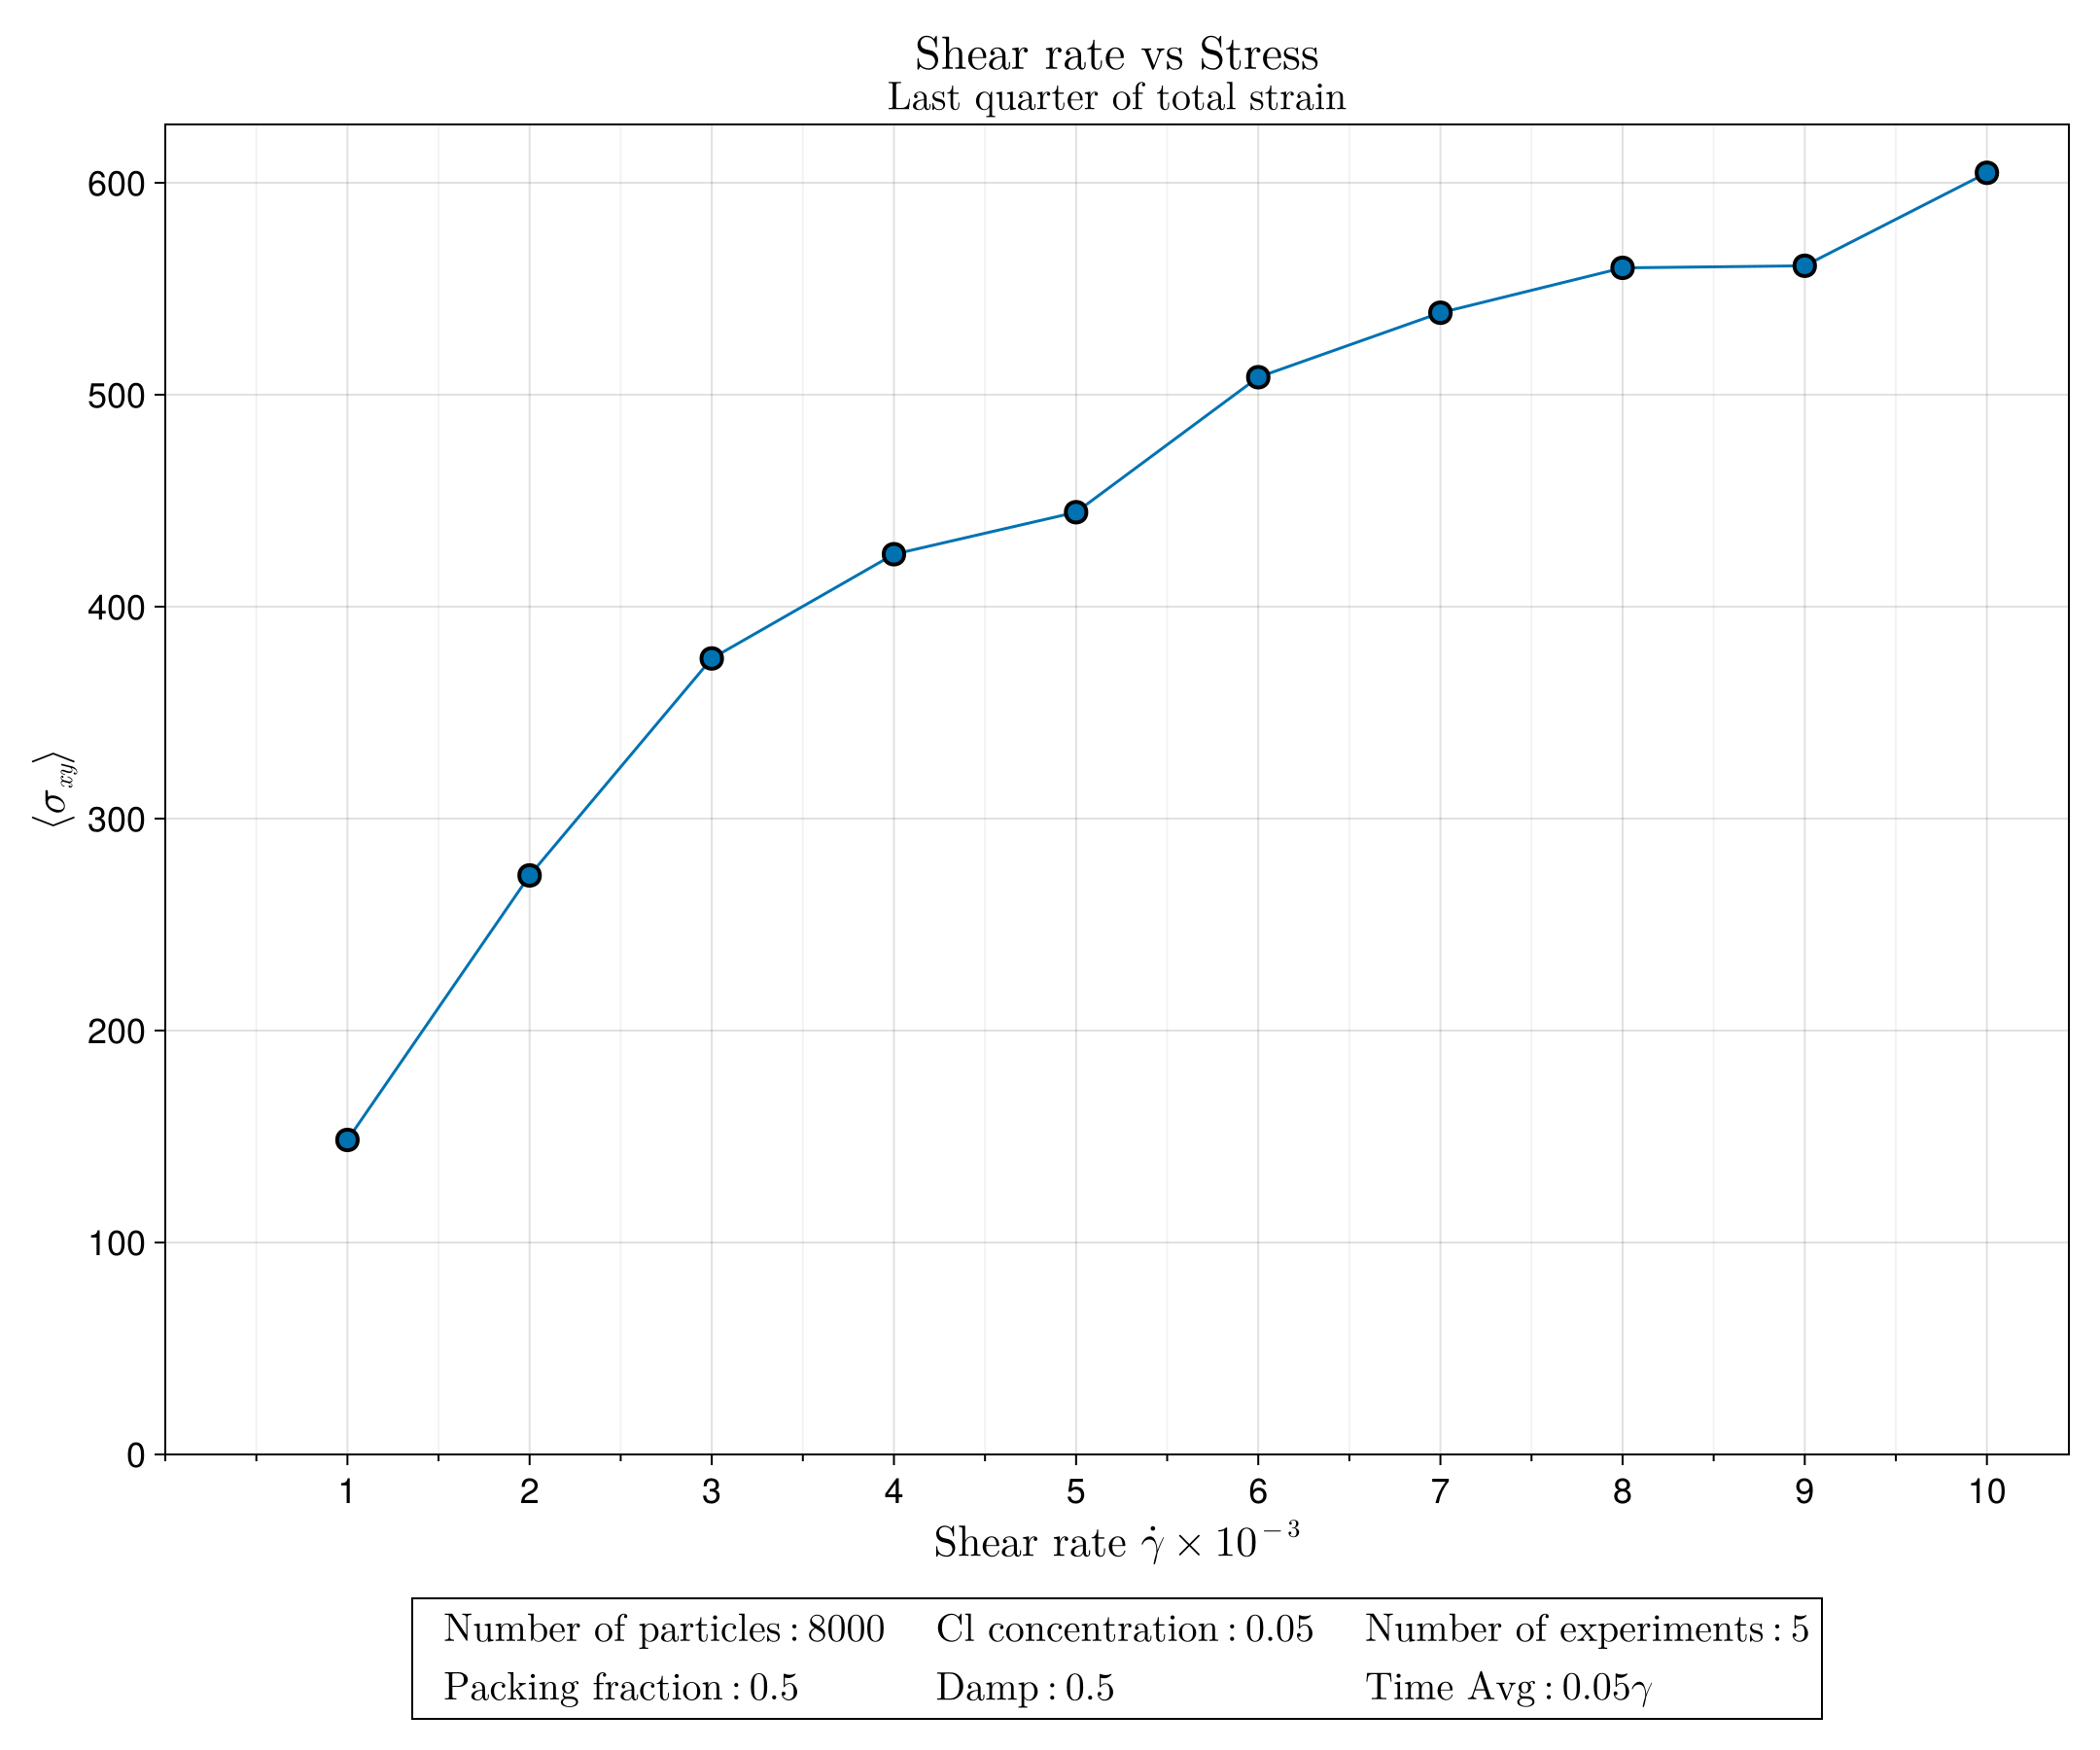 Shear rate vs Stress
Last quarter of total strain
600
500
400
300
200
100
0
⟨σxy⟩
1 2 3 4 5 6 7 8 9 10
Shear rate γ̇ × 10⁻³
Number of particles : 8000 Cl concentration : 0.05 Number of experiments : 5
Packing fraction : 0.5 Damp : 0.5 Time Avg : 0.05γ